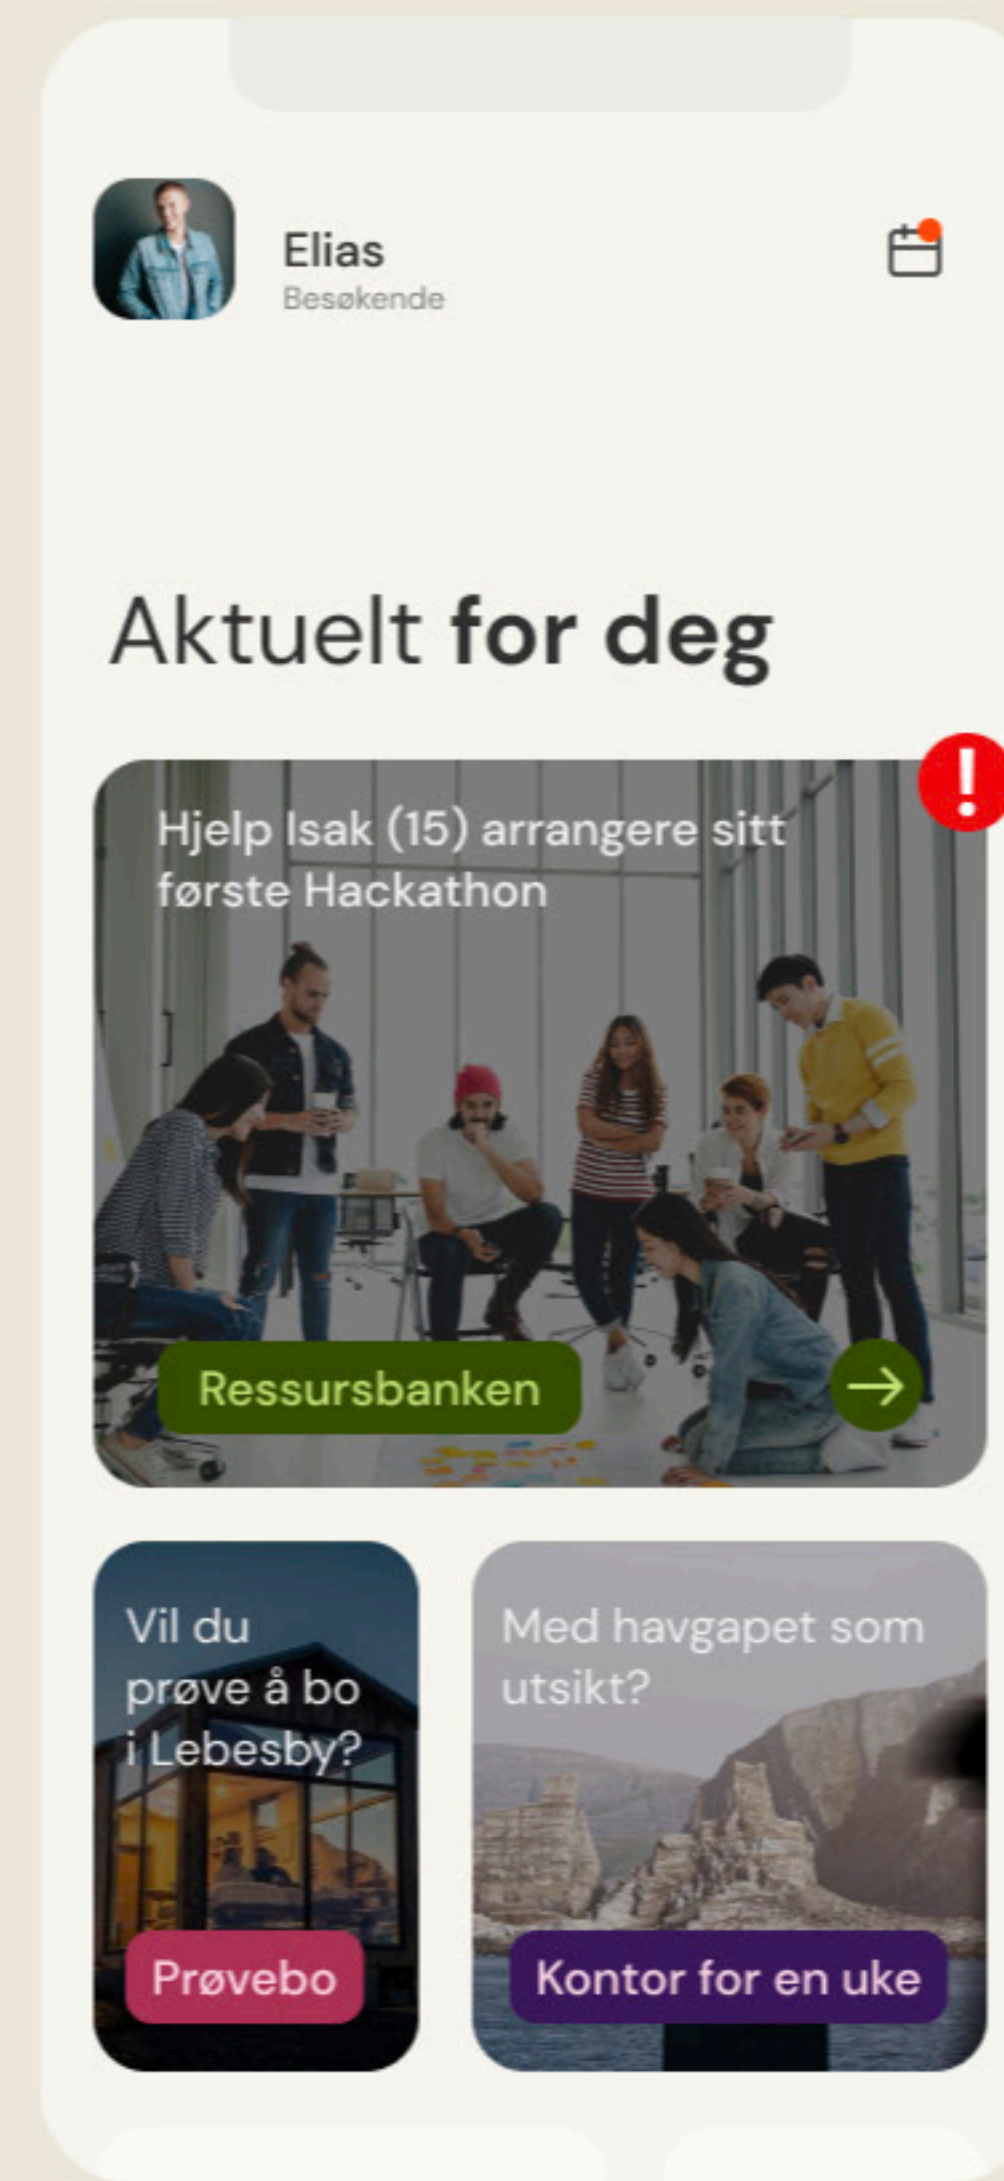 Elias
Besøkende
Aktuelt for deg
!
Hjelp Isak (15) arrangere sitt
første Hackathon
Ressursbanken
Vil du
prøve å bo
i Lebesby?
Prøvebo
Med havgapet som
utsikt?
Kontor for en uke